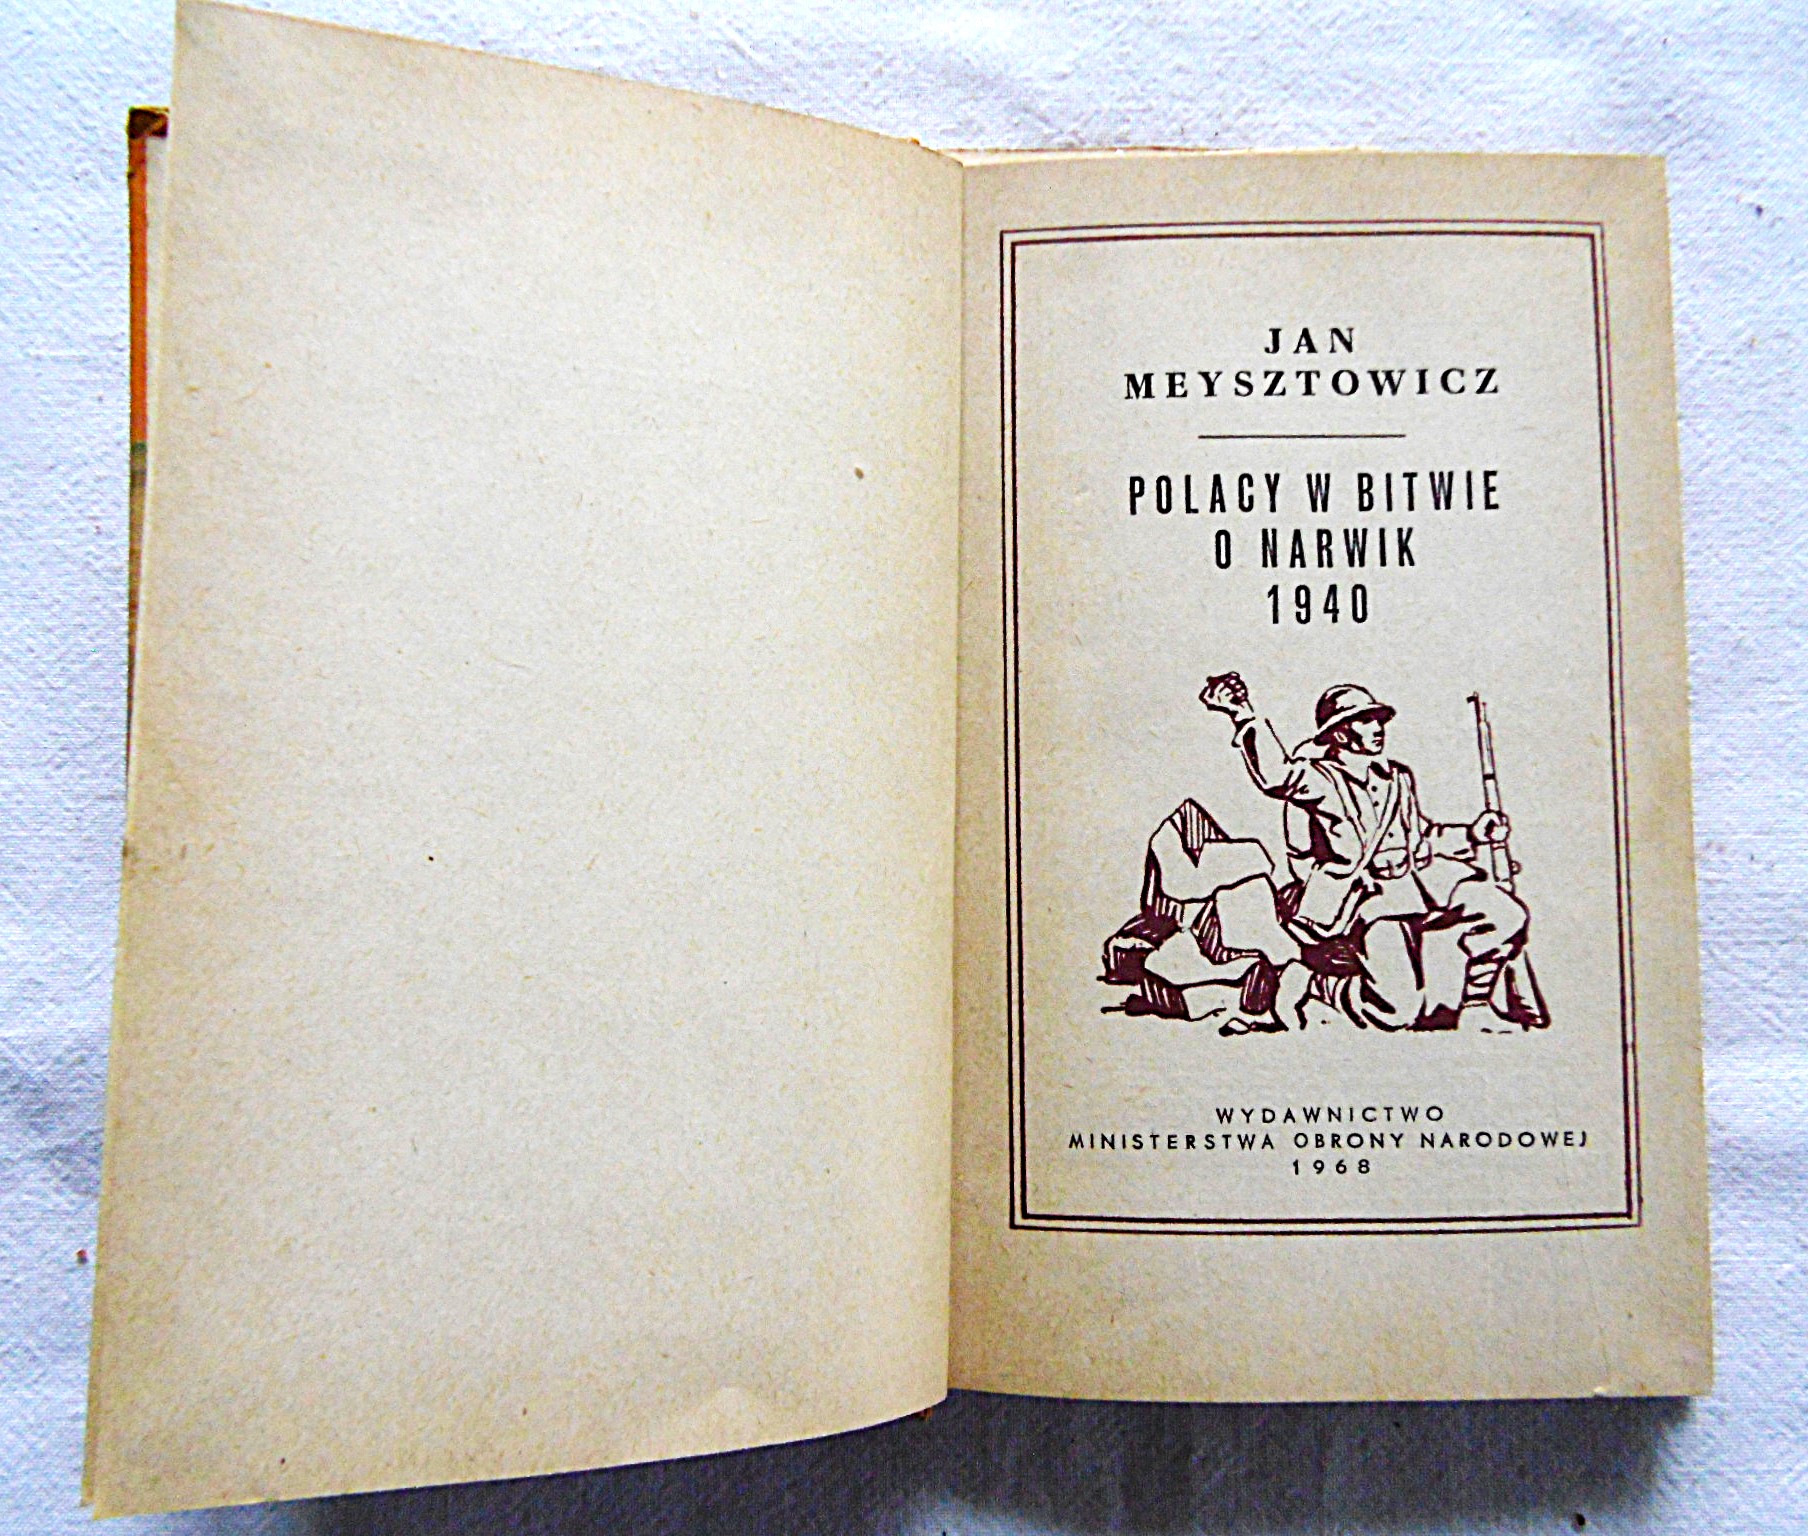 JAN
MEYSZTOWICZ
POLACY W BITWIE
O NARWIK
1940
WYDAWNICTWO
MINISTERSTWA OBRONY NARODOWEJ
1968